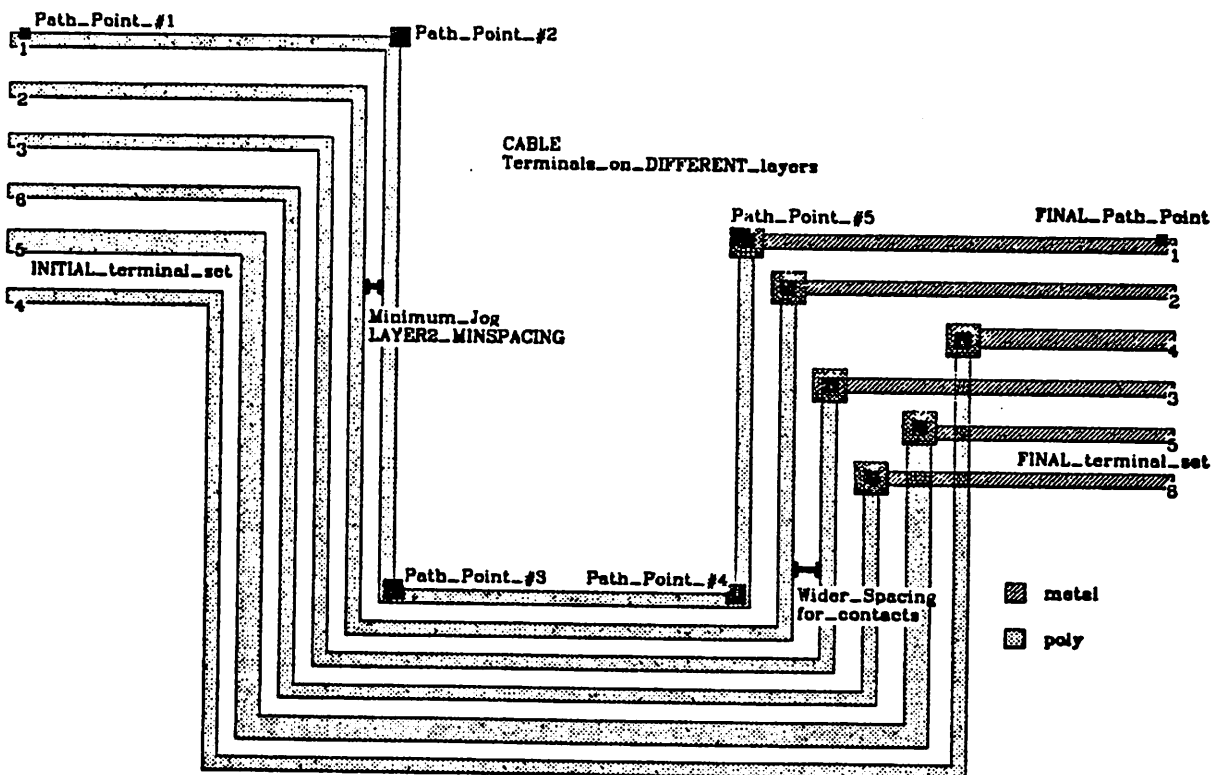 Path_Point_#1
1
Path_Point_#2
2
3
CABLE
Terminals_on_DIFFERENT_layers
6
5
INITIAL_terminal_set
4
Path_Point_#5
FINAL_Path_Point
1
2
Minimum_Jog
LAYER2_MINSPACING
4
3
5
FINAL_terminal_set
6
Path_Point_#3
Path_Point_#4
Wider_Spacing
for_contacts
metal
poly